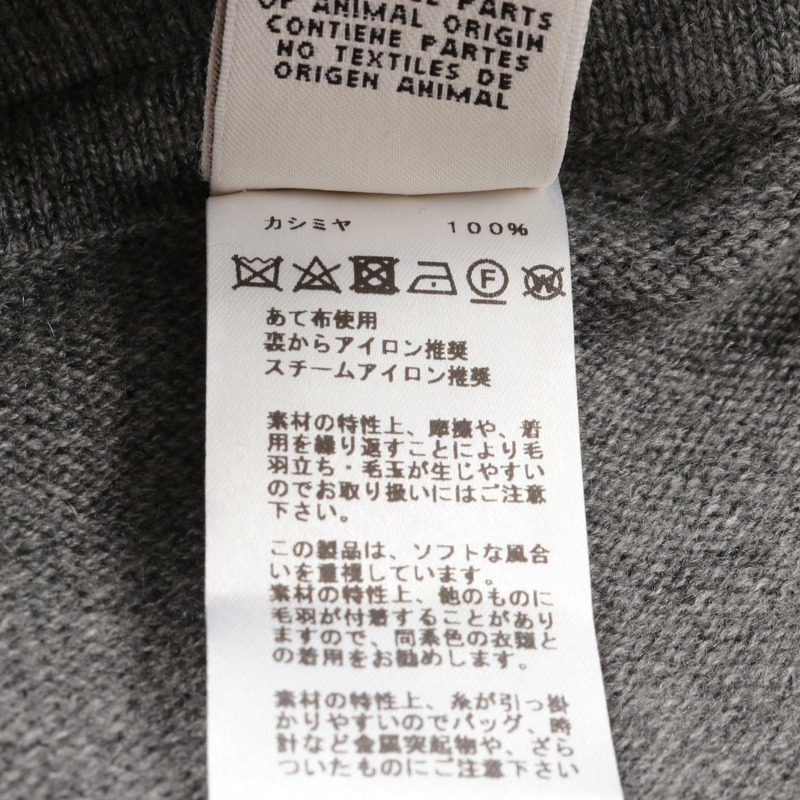 PARTS
OF ANIMAL ORIGIN
CONTIENE PARTES
NO TEXTILES DE
ORIGEN ANIMAL
カシミヤ 100%
F
W
あて布使用
裏からアイロン推奨
スチームアイロン推奨
素材の特性上、摩擦や、着
用を繰り返すことにより毛
羽立ち・毛玉が生じやすい
のでお取り扱いにはご注意
下さい。
この製品は、ソフトな風合
いを重視しています。
素材の特性上、他のものに
毛羽が付着することがあり
ますので、同系色の衣類と
の着用をお勧めします。
素材の特性上、糸が引っ掛
かりやすいのでバッグ、時
計など金属突起物や、ざら
ついたものにご注意下さい